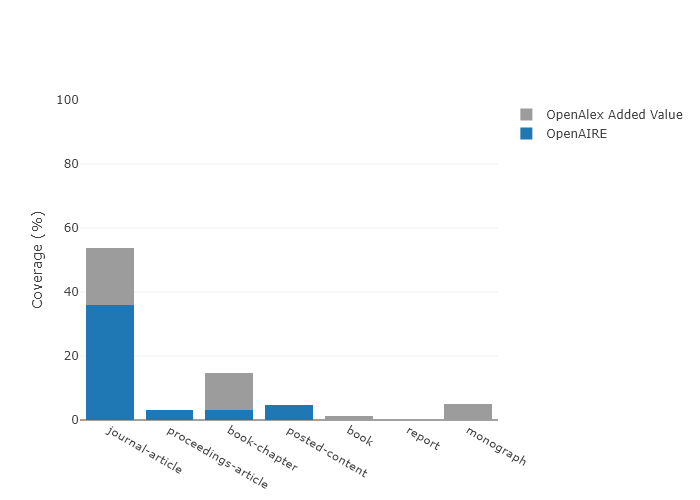 100
80
60
40
20
0
Coverage (%)
journal-article
proceedings-article
book-chapter
posted-content
book
report
monograph
OpenAlex Added Value
OpenAIRE